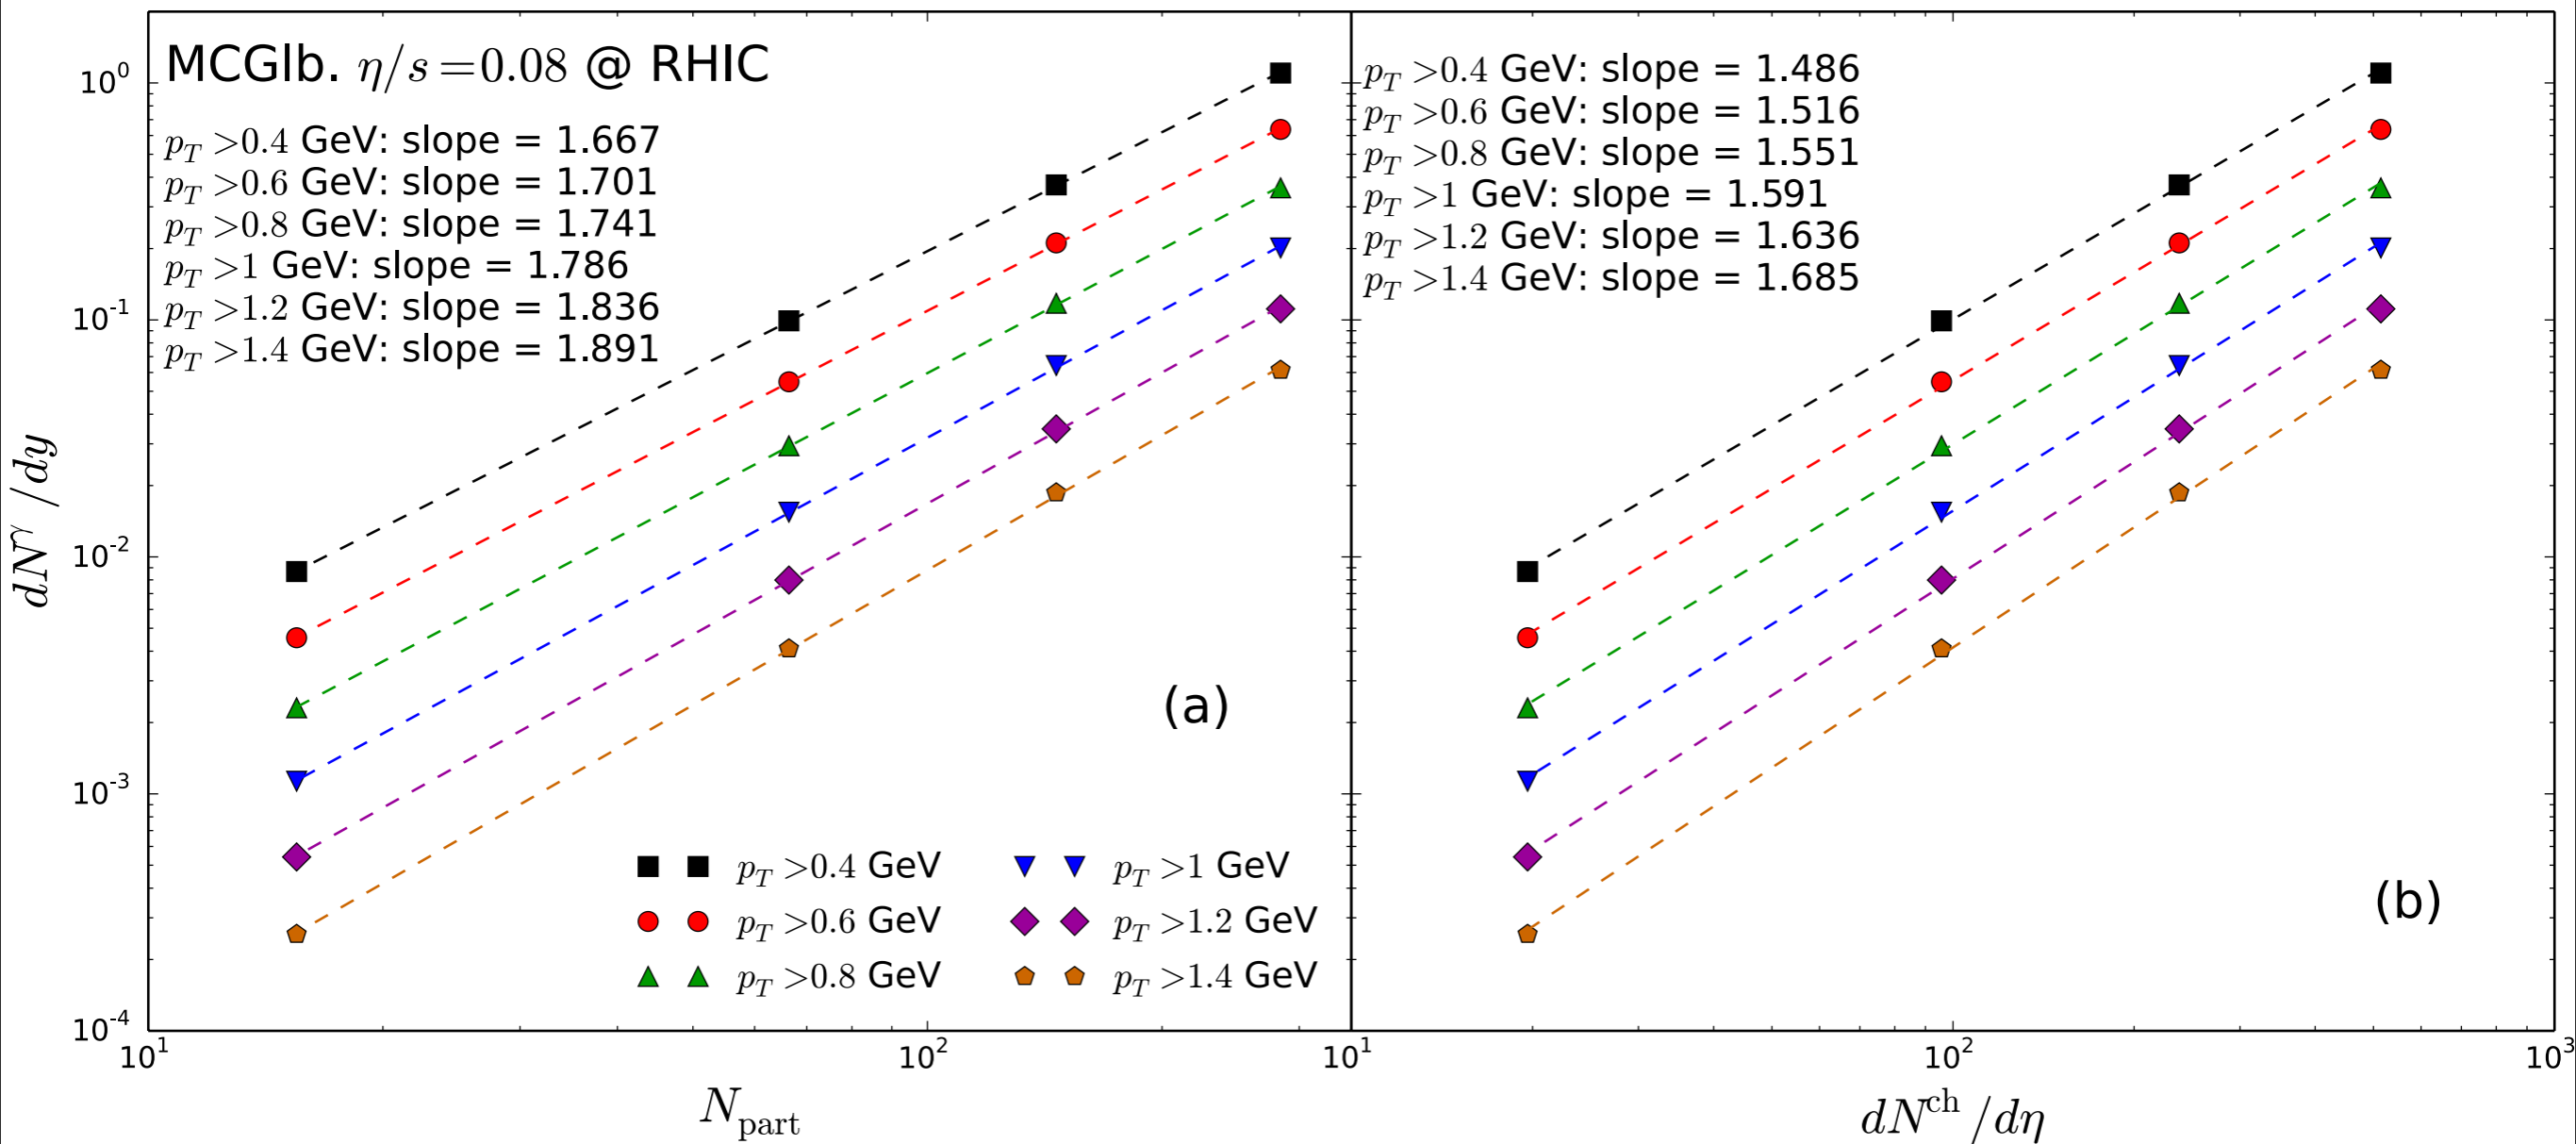 MCGlb. η/s=0.08 @ RHIC
p_T >0.4 GeV: slope = 1.667
p_T >0.6 GeV: slope = 1.701
p_T >0.8 GeV: slope = 1.741
p_T >1 GeV: slope = 1.786
p_T >1.2 GeV: slope = 1.836
p_T >1.4 GeV: slope = 1.891
p_T >0.4 GeV: slope = 1.486
p_T >0.6 GeV: slope = 1.516
p_T >0.8 GeV: slope = 1.551
p_T >1 GeV: slope = 1.591
p_T >1.2 GeV: slope = 1.636
p_T >1.4 GeV: slope = 1.685
10^0
10^-1
10^-2
10^-3
10^-4
dN^γ/dy
(a)
(b)
p_T >0.4 GeV
p_T >0.6 GeV
p_T >0.8 GeV
p_T >1 GeV
p_T >1.2 GeV
p_T >1.4 GeV
10^1
10^2
10^1
10^2
10^3
N_part
dN^ch/dη